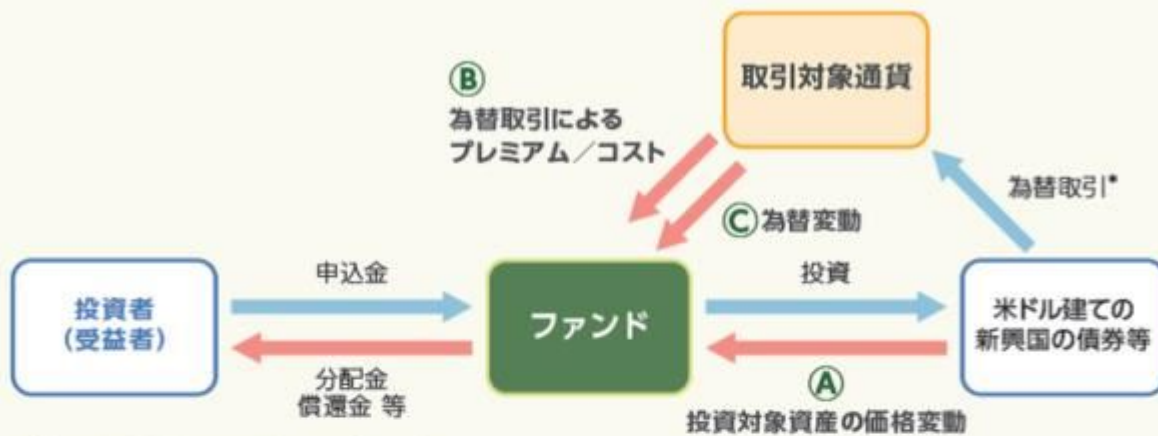 取引対象通貨
Ⓑ
為替取引による
プレミアム／コスト
Ⓒ為替変動
為替取引*
投資者
（受益者）
申込金
分配金
償還金 等
ファンド
投資
Ⓐ
投資対象資産の価格変動
米ドル建ての
新興国の債券等